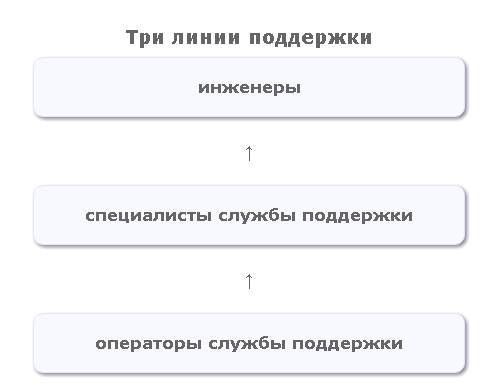 Три линии поддержки
инженеры
↑
специалисты службы поддержки
↑
операторы службы поддержки